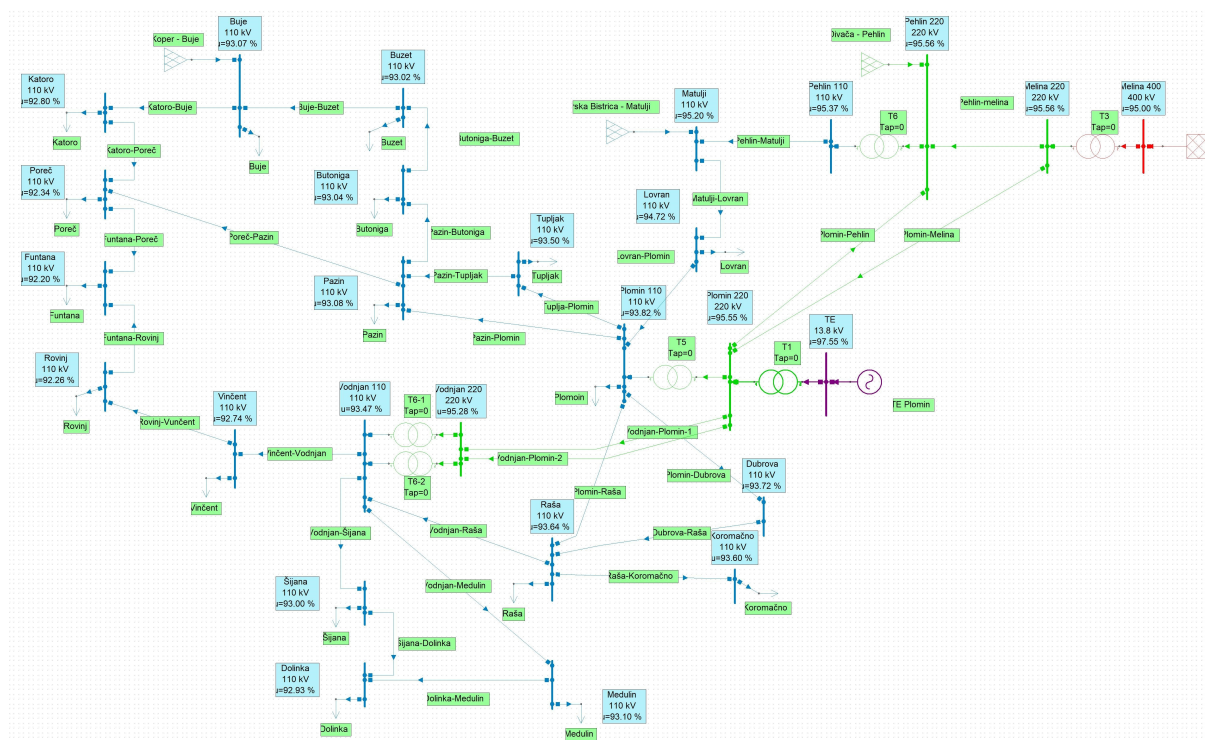 Koper - Buje
Buje
110 kV
u=93.07 %
Buzet
110 kV
u=93.02 %
Katoro
110 kV
u=92.80 %
Katoro-Buje
Buje-Buzet
Katoro
Buje
Buzet
Butoniga-Buzet
Katoro-Poreč
Poreč
110 kV
u=92.34 %
Butoniga
110 kV
u=93.04 %
Poreč
Butoniga
Funtana-Poreč
Poreč-Pazin
Pazin-Butoniga
Tupljak
110 kV
u=93.50 %
Funtana
110 kV
u=92.20 %
Pazin
110 kV
u=93.08 %
Pazin-Tupljak
Tupljak
Funtana
Pazin
Tuplja-Plomin
Pazin-Plomin
Funtana-Rovinj
Rovinj
110 kV
u=92.26 %
Rovinj
Rovinj-Vunčent
Divača - Pehlin
Pehlin 220
220 kV
u=95.56 %
Matulji
110 kV
u=95.20 %
rska Bistrica - Matulji
Pehlin 110
110 kV
u=95.37 %
Pehlin-melina
Melina 220
220 kV
u=95.56 %
Melina 400
400 kV
u=95.00 %
T6
Tap=0
T3
Tap=0
Pehlin-Matulji
Lovran
110 kV
u=94.72 %
Matulji-Lovran
Plomin-Pehlin
Plomin-Melina
Lovran-Plomin
Lovran
Plomin 110
110 kV
u=93.82 %
Plomin 220
220 kV
u=95.55 %
TE
13.8 kV
u=97.55 %
T5
Tap=0
T1
Tap=0
Plomoin
TE Plomin
Vinčent
110 kV
u=92.74 %
Vodnjan 110
110 kV
u=93.47 %
T6-1
Tap=0
Vodnjan 220
220 kV
u=95.28 %
Vodnjan-Plomin-1
Vinčent-Vodnjan
T6-2
Tap=0
Vodnjan-Plomin-2
Plomin-Dubrova
Dubrova
110 kV
u=93.72 %
Vinčent
Plomin-Raša
Vodnjan-Šijana
Vodnjan-Raša
Raša
110 kV
u=93.64 %
Dubrova-Raša
Koromačno
110 kV
u=93.60 %
Šijana
110 kV
u=93.00 %
Vodnjan-Medulin
Raša-Koromačno
Raša
Koromačno
Šijana
Šijana-Dolinka
Dolinka
110 kV
u=92.93 %
Dolinka-Medulin
Medulin
110 kV
u=93.10 %
Dolinka
Medulin